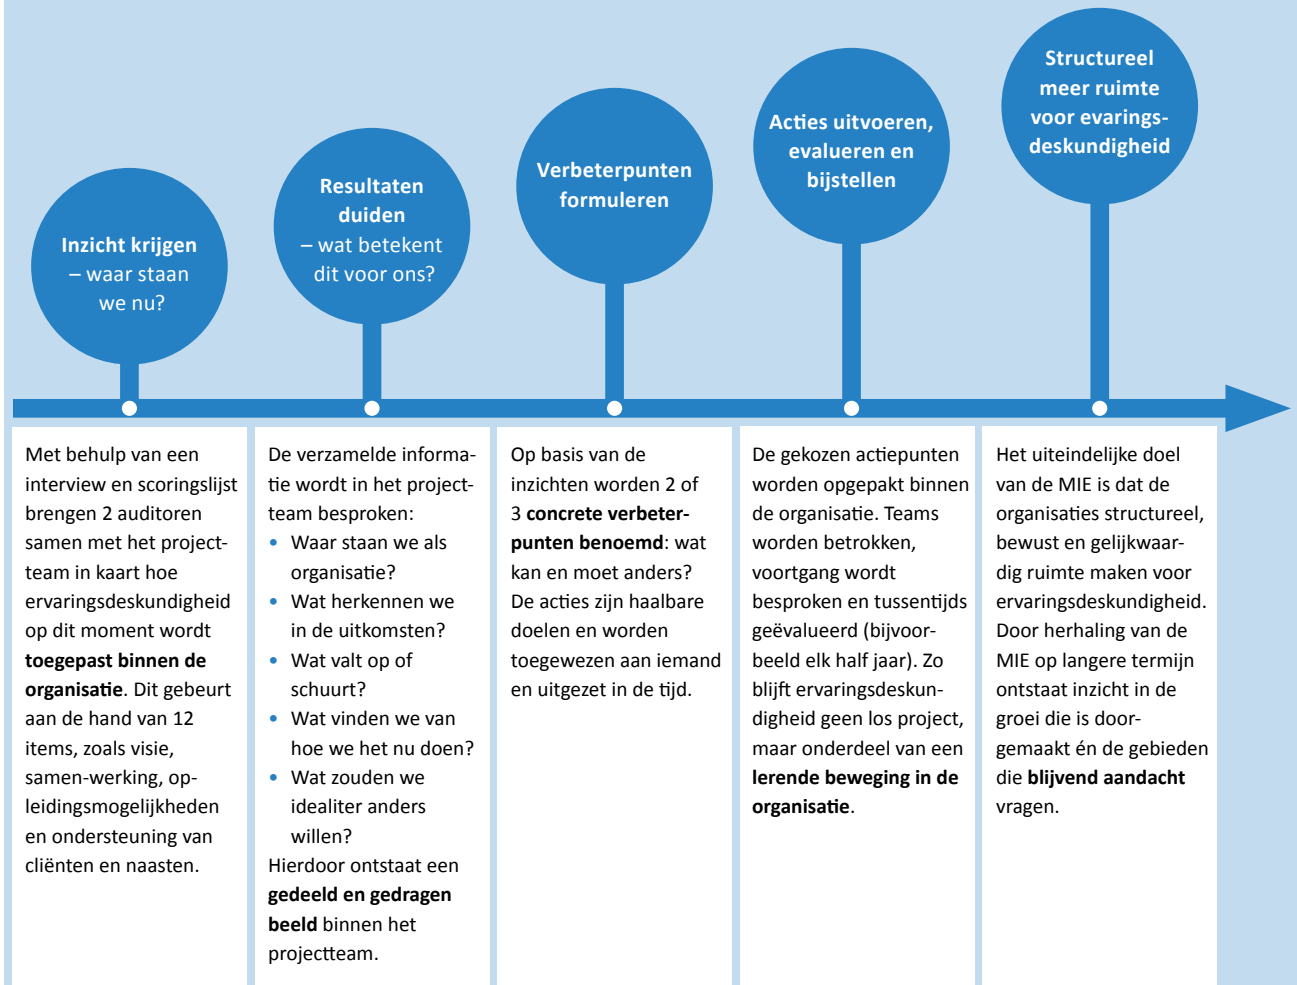 Inzicht krijgen
– waar staan
we nu?
Resultaten
duiden
– wat betekent
dit voor ons?
Verbeterpunten
formuleren
Acties uitvoeren,
evalueren en
bijstellen
Structureel
meer ruimte
voor evarings-
deskundigheid
Met behulp van een
interview en scoringslijst
brengen 2 auditoren
samen met het project-
team in kaart hoe
ervaringsdeskundigheid
op dit moment wordt
toegepast binnen de
organisatie. Dit gebeurt
aan de hand van 12
items, zoals visie,
samen-werking, op-
leidingsmogelijkheden
en ondersteuning van
cliënten en naasten.
De verzamelde informa-
tie wordt in het project-
team besproken:
• Waar staan we als
organisatie?
• Wat herkennen we
in de uitkomsten?
• Wat valt op of
schuurt?
• Wat vinden we van
hoe we het nu doen?
• Wat zouden we
idealiter anders
willen?
Hierdoor ontstaat een
gedeeld en gedragen
beeld binnen het
projectteam.
Op basis van de
inzichten worden 2 of
3 concrete verbeter-
punten benoemd: wat
kan en moet anders?
De acties zijn haalbare
doelen en worden
toegewezen aan iemand
en uitgezet in de tijd.
De gekozen actiepunten
worden opgepakt binnen
de organisatie. Teams
worden betrokken,
voortgang wordt
besproken en tussentijds
geëvalueerd (bijvoor-
beeld elk half jaar). Zo
blijft ervaringsdeskun-
digheid geen los project,
maar onderdeel van een
lerende beweging in de
organisatie.
Het uiteindelijke doel
van de MIE is dat de
organisaties structureel,
bewust en gelijkwaar-
dig ruimte maken voor
ervaringsdeskundigheid.
Door herhaling van de
MIE op langere termijn
ontstaat inzicht in de
groei die is door-
gemaakt én de gebieden
die blijvend aandacht
vragen.